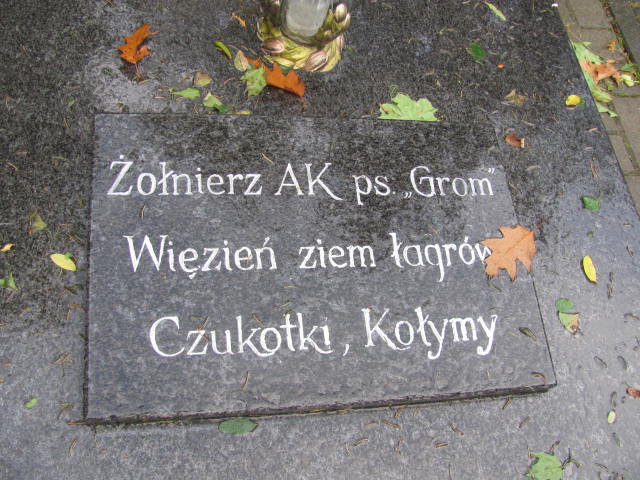 Żołnierz AK ps. „Grom”
Więzień ziem łagrów
Czukotki, Kołymy